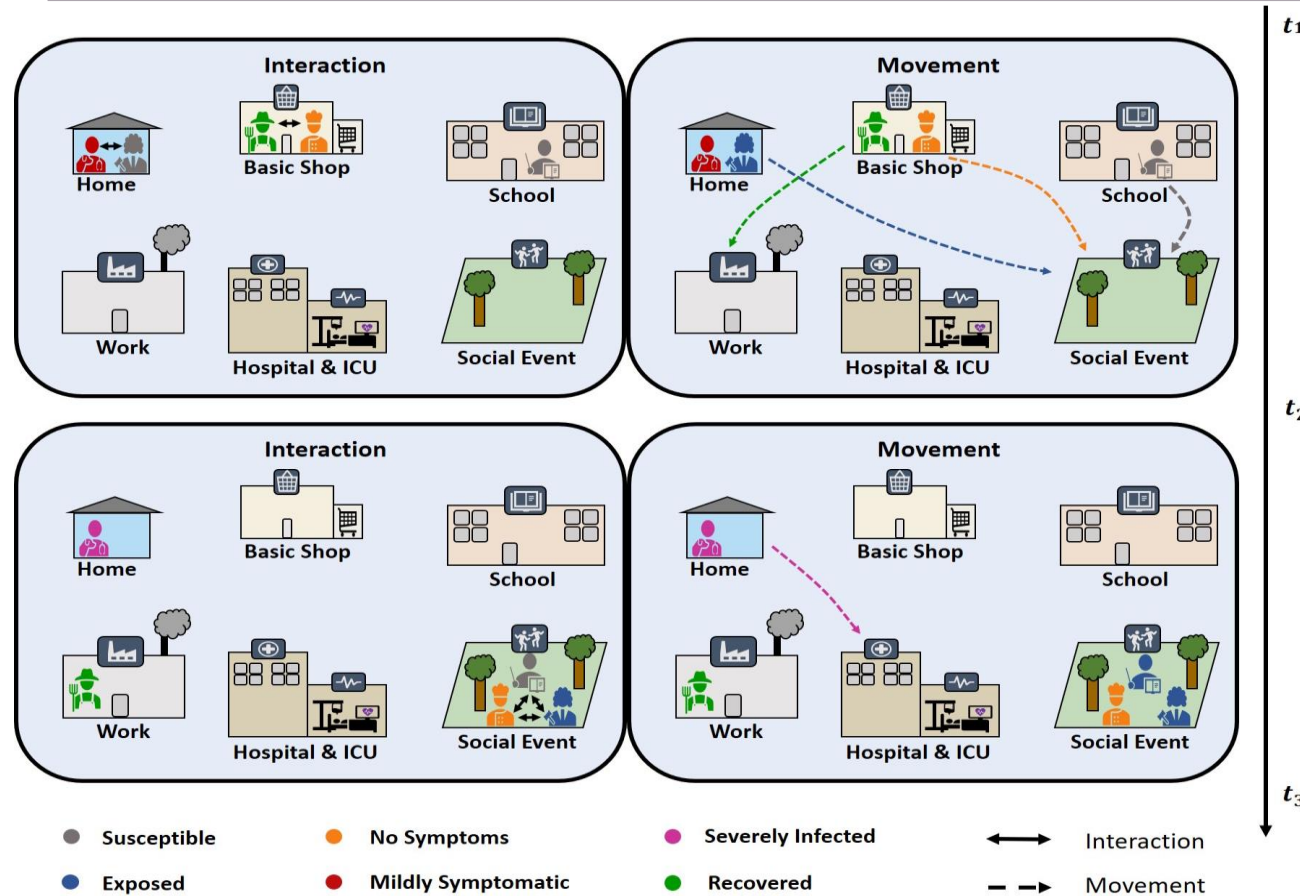 t₁
Interaction
Movement
Home
Basic Shop
School
Home
Basic Shop
School
Work
Hospital & ICU
Social Event
Work
Hospital & ICU
Social Event
t₂
Interaction
Movement
Home
Basic Shop
School
Home
Basic Shop
School
Work
Hospital & ICU
Social Event
Work
Hospital & ICU
Social Event
t₃
Susceptible
No Symptoms
Severely Infected
Interaction
Exposed
Mildly Symptomatic
Recovered
Movement